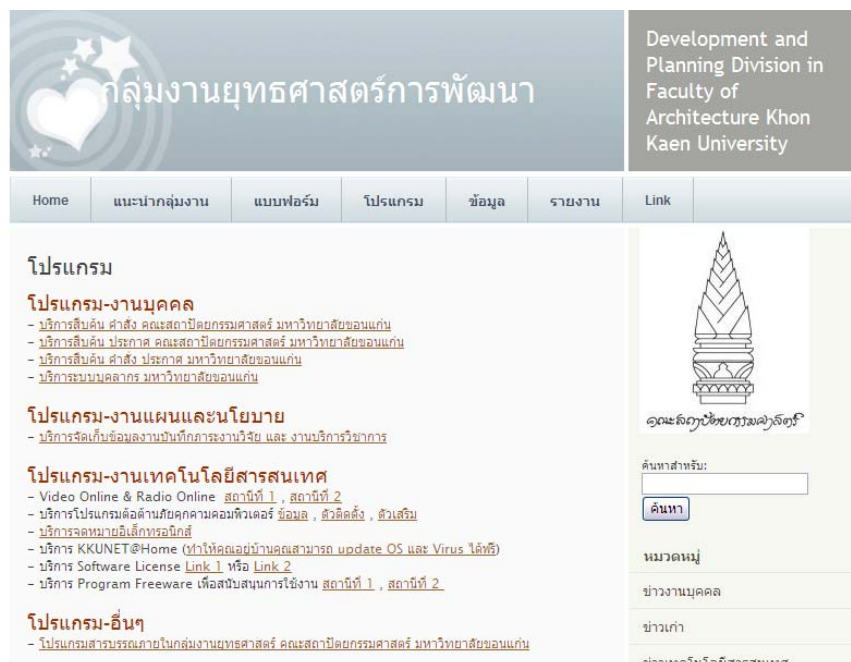 กลุ่มงานยุทธศาสตร์การพัฒนา
Development and
Planning Division in
Faculty of
Architecture Khon
Kaen University
Home แนะนำกลุ่มงาน แบบฟอร์ม โปรแกรม ข้อมูล รายงาน Link
โปรแกรม
โปรแกรม-งานบุคคล
- บริการสืบค้น คำสั่ง คณะสถาปัตยกรรมศาสตร์ มหาวิทยาลัยขอนแก่น
- บริการสืบค้น ประกาศ คณะสถาปัตยกรรมศาสตร์ มหาวิทยาลัยขอนแก่น
- บริการสืบค้น คำสั่ง ประกาศ มหาวิทยาลัยขอนแก่น
- บริการระบบบุคลากร มหาวิทยาลัยขอนแก่น
โปรแกรม-งานแผนและนโยบาย
- บริการจัดเก็บข้อมูลงานบันทึกภาระงานวิจัย และ งานบริการวิชาการ
โปรแกรม-งานเทคโนโลยีสารสนเทศ
- Video Online & Radio Online สถานีที่ 1 , สถานีที่ 2
- บริการโปรแกรมต่อต้านภัยคุกคามคอมพิวเตอร์ ข้อมูล , ตัวติดตั้ง , ตัวเสริม
- บริการจดหมายอิเล็กทรอนิกส์
- บริการ KKUNET@Home (ทำให้คุณอยู่บ้านคุณสามารถ update OS และ Virus ได้ฟรี)
- บริการ Software License Link 1 หรือ Link 2
- บริการ Program Freeware เพื่อสนับสนุนการใช้งาน สถานีที่ 1 , สถานีที่ 2
โปรแกรม-อื่นๆ
- โปรแกรมสารบรรณภายในกลุ่มงานยุทธศาสตร์ คณะสถาปัตยกรรมศาสตร์ มหาวิทยาลัยขอนแก่น
คณะสถาปัตยกรรมศาสตร์
ค้นหาสำหรับ:
ค้นหา
หมวดหมู่
ข่าวงานบุคคล
ข่าวเก่า
ข่าวเทคโนโลยีสารสนเทศ